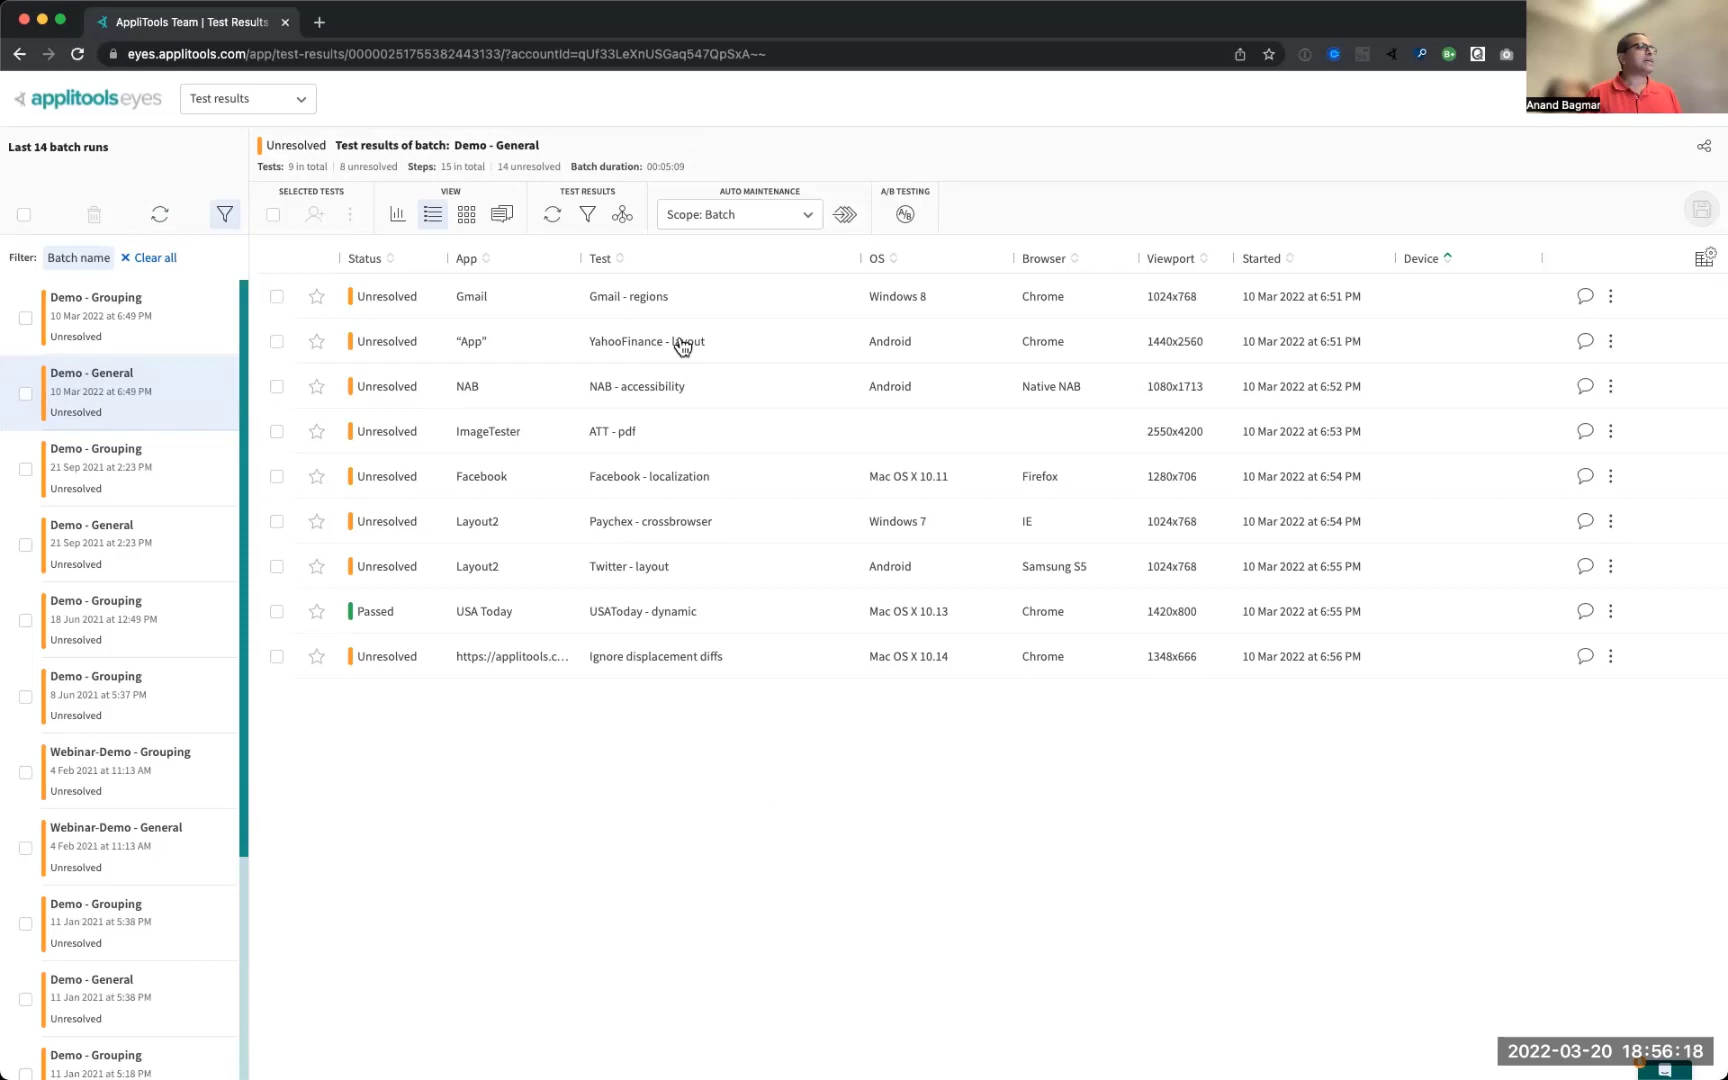 AppliTools Team | Test Results
eyes.applitools.com/app/test-results/00000251755382443133/?accountId=qUf33LeXnUSGaq547QpSxA~~
Anand Bagmar
applitools eyes
Test results
Last 14 batch runs
Unresolved Test results of batch: Demo - General
Tests: 9 in total | 8 unresolved Steps: 15 in total | 14 unresolved Batch duration: 00:05:09
SELECTED TESTS VIEW TEST RESULTS AUTO MAINTENANCE A/B TESTING
Scope: Batch
A/B
Filter: Batch name × Clear all
Demo - Grouping
10 Mar 2022 at 6:49 PM
Unresolved
Demo - General
10 Mar 2022 at 6:49 PM
Unresolved
Demo - Grouping
21 Sep 2021 at 2:23 PM
Unresolved
Demo - General
21 Sep 2021 at 2:23 PM
Unresolved
Demo - Grouping
18 Jun 2021 at 12:49 PM
Unresolved
Demo - Grouping
8 Jun 2021 at 5:37 PM
Unresolved
Webinar-Demo - Grouping
4 Feb 2021 at 11:13 AM
Unresolved
Webinar-Demo - General
4 Feb 2021 at 11:13 AM
Unresolved
Demo - Grouping
11 Jan 2021 at 5:38 PM
Unresolved
Demo - General
11 Jan 2021 at 5:38 PM
Unresolved
Demo - Grouping
11 Jan 2021 at 5:18 PM
Status App Test OS Browser Viewport Started Device
Unresolved Gmail Gmail - regions Windows 8 Chrome 1024x768 10 Mar 2022 at 6:51 PM
Unresolved “App” YahooFinance - layout Android Chrome 1440x2560 10 Mar 2022 at 6:51 PM
Unresolved NAB NAB - accessibility Android Native NAB 1080x1713 10 Mar 2022 at 6:52 PM
Unresolved ImageTester ATT - pdf 2550x4200 10 Mar 2022 at 6:53 PM
Unresolved Facebook Facebook - localization Mac OS X 10.11 Firefox 1280x706 10 Mar 2022 at 6:54 PM
Unresolved Layout2 Paychex - crossbrowser Windows 7 IE 1024x768 10 Mar 2022 at 6:54 PM
Unresolved Layout2 Twitter - layout Android Samsung S5 1024x768 10 Mar 2022 at 6:55 PM
Passed USA Today USAToday - dynamic Mac OS X 10.13 Chrome 1420x800 10 Mar 2022 at 6:55 PM
Unresolved https://applitools.c... Ignore displacement diffs Mac OS X 10.14 Chrome 1348x666 10 Mar 2022 at 6:56 PM
2022-03-20 18:56:18